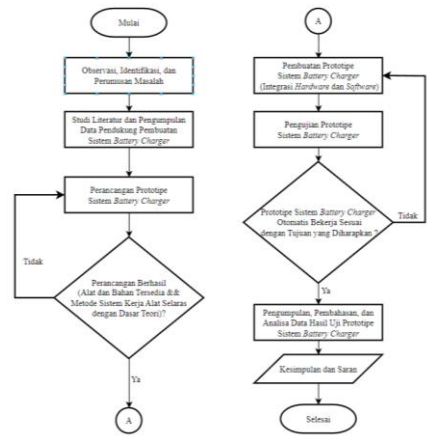 Mulai
Observasi, Identifikasi, dan
Perumusan Masalah
Studi Literatur dan Pengumpulan
Data Pendukung Pembuatan
Sistem Battery Charger
Perancangan Prototipe
Sistem Battery Charger
Tidak
Perancangan Berhasil
(Alat dan Bahan Tersedia &&
Metode Sistem Kerja Alat Selaras
dengan Dasar Teori)?
Ya
A
A
Pembuatan Prototipe
Sistem Battery Charger
(Integrasi Hardware dan Software)
Pengujian Prototipe
Sistem Battery Charger
Prototipe Sistem Battery Charger
Otomatis Bekerja Sesuai
dengan Tujuan yang Diharapkan ?
Tidak
Ya
Pengumpulan, Pembahasan, dan
Analisa Data Hasil Uji Prototipe
Sistem Battery Charger
Kesimpulan dan Saran
Selesai